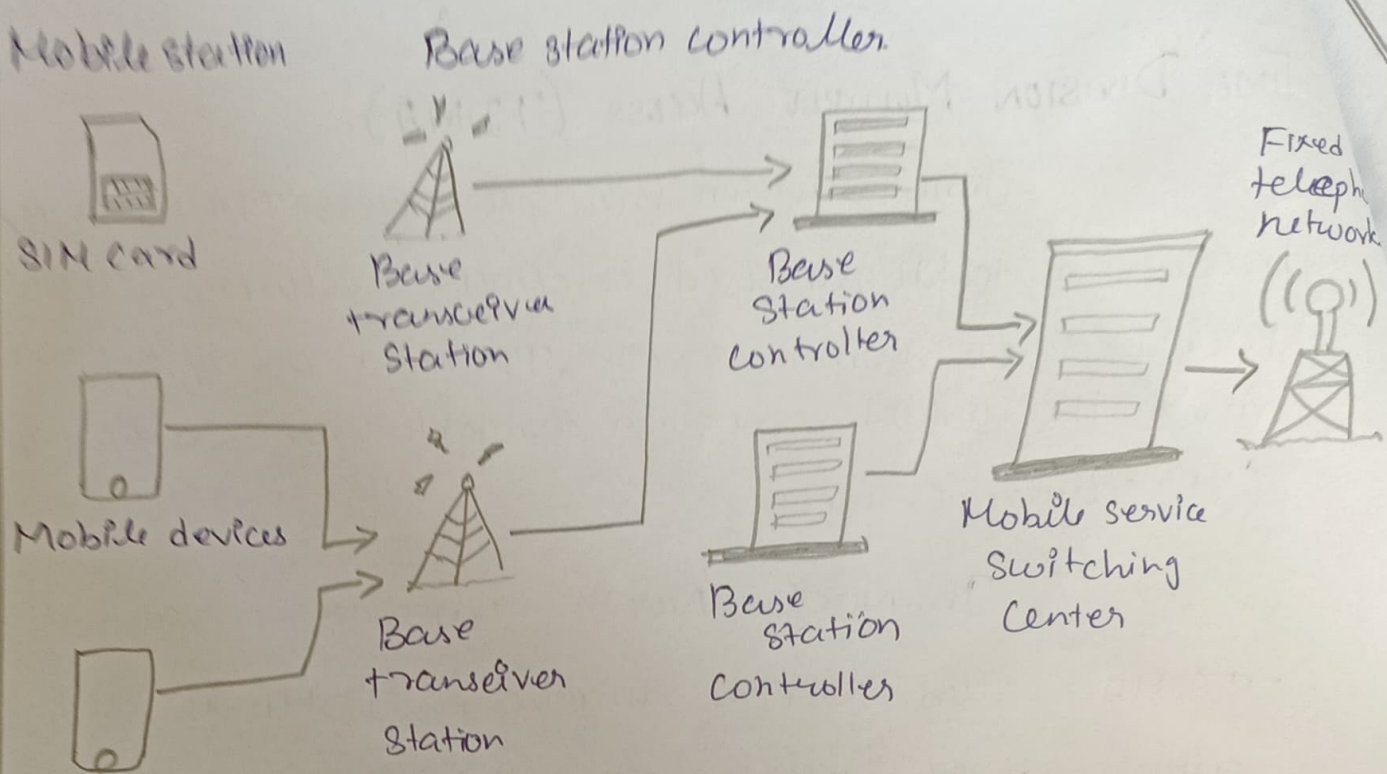 Mobile station
Base station controller
SIM card
Base
transceiver
station
Base
station
controller
Fixed
teleph
network
Mobile devices
Base
transeiver
station
Base
station
controller
Mobile service
switching
center